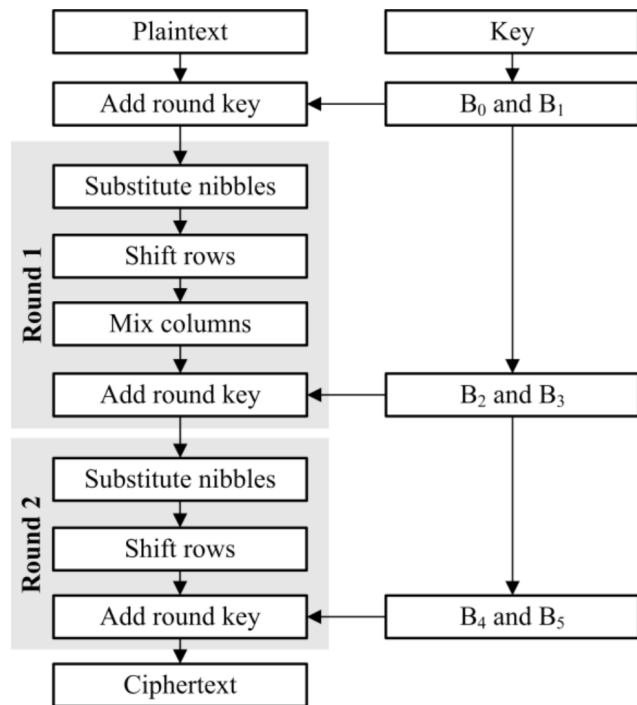 Plaintext
Key
Add round key
B₀ and B₁
Round 1
Substitute nibbles
Shift rows
Mix columns
Add round key
B₂ and B₃
Round 2
Substitute nibbles
Shift rows
Add round key
B₄ and B₅
Ciphertext